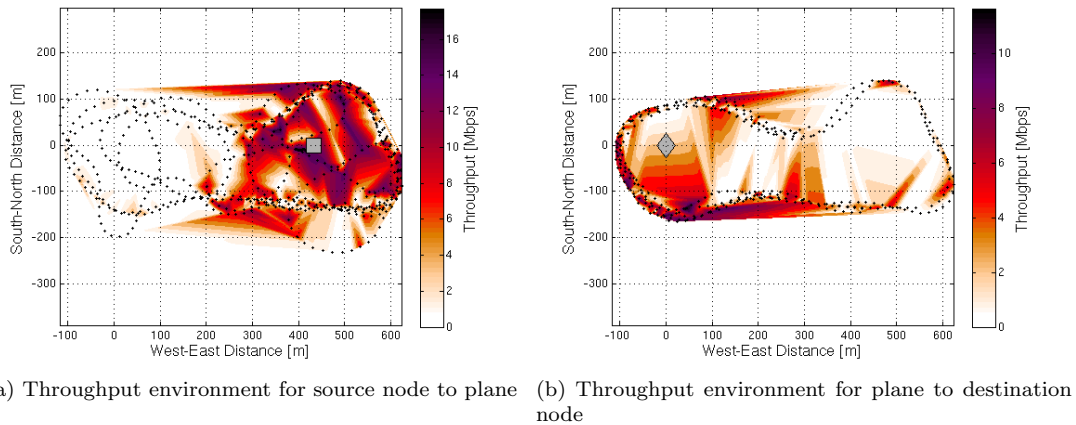 200
100
0
-100
-200
-300
South-North Distance [m]
-100 0 100 200 300 400 500 600
West-East Distance [m]
16
14
12
10
8
6
4
2
0
Throughput [Mbps]
200
100
0
-100
-200
-300
South-North Distance [m]
-100 0 100 200 300 400 500 600
West-East Distance [m]
10
8
6
4
2
0
Throughput [Mbps]
) Throughput environment for source node to plane
(b) Throughput environment for plane to destination
node